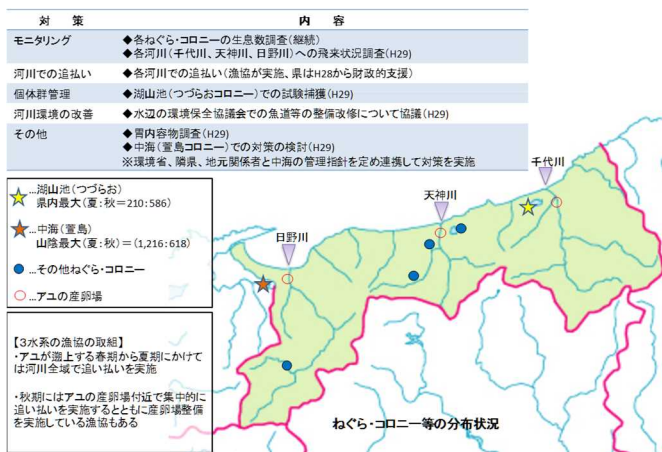 対　策　　　内　容
モニタリング　◆各ねぐら・コロニーの生息数調査(継続)
◆各河川(千代川、天神川、日野川)への飛来状況調査(H29)
河川での追払い　◆各河川での追払い(漁協が実施、県はH28から財政的支援)
個体群管理　◆湖山池(つづらおコロニー)での試験捕獲(H29)
河川環境の改善　◆水辺の環境保全協議会での魚道等の整備改修について協議(H29)
その他　◆胃内容物調査(H29)
◆中海(萱島コロニー)での対策の検討(H29)
※環境省、隣県、地元関係者と中海の管理指針を定め連携して対策を実施
…湖山池(つづらお)
県内最大(夏:秋=210:586)
…中海(萱島)
山陰最大(夏:秋)=(1,216:618)
…その他ねぐら・コロニー
…アユの産卵場
千代川
天神川
日野川
【3水系の漁協の取組】
・アユが遡上する春期から夏期にかけて
は河川全域で追い払いを実施
・秋期にはアユの産卵場付近で集中的に
追い払いを実施するとともに産卵場整備
を実施している漁協もある
ねぐら・コロニー等の分布状況